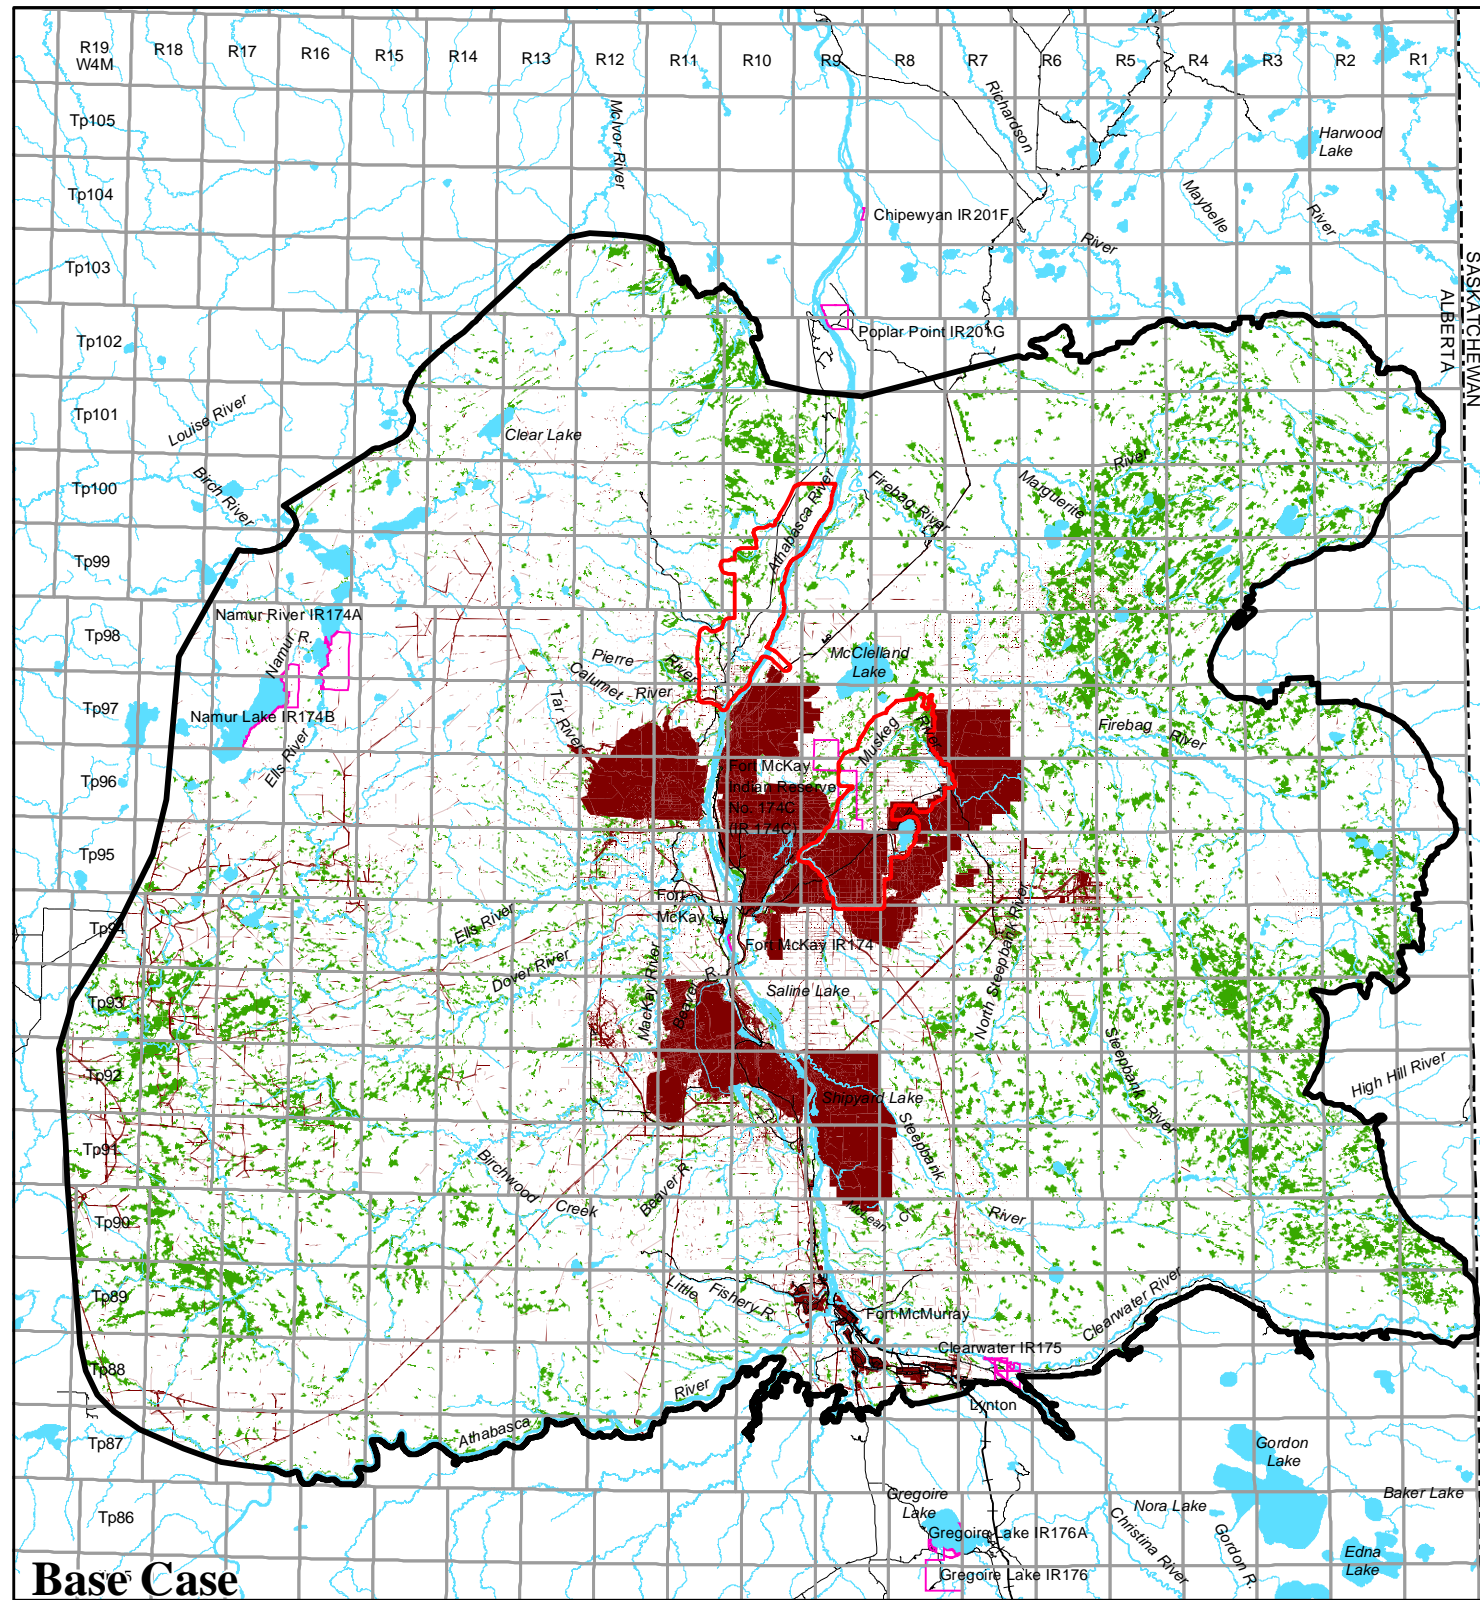 R19
W4M
R18
R17
R16
R15
R14
R13
R12
R11
R10
R9
R8
R7
R6
R5
R4
R3
R2
R1
Tp105
McIvor River
Richardson
River
Harwood
Lake
Tp104
Maybelle
River
Chipewyan IR201F
Tp103
SASKATCHEWAN
ALBERTA
Tp102
Poplar Point IR201G
Tp101
Louise River
Clear Lake
Tp100
Birch River
Athabasca River
Firebag River
Marguerite
River
Tp99
Namur River IR174A
Tp98
Namur R.
Pierre
River
Calumet River
McClelland
Lake
Tp97
Namur Lake IR174B
Tar River
Muskeg
River
Firebag River
Ells River
Tp96
Fort McKay
Indian Reserve
No. 174C
(IR 174C)
Tp95
Fort
McKay
Tp94
Ells River
Fort McKay IR174
North Steepbank River
Dover River
MacKay River
Beaver R.
Saline Lake
Tp93
Tp92
Steepbank River
High Hill River
Shipyard Lake
Steepbank
River
Tp91
Birchwood
Creek
Beaver R.
Tp90
McLean C.
Tp89
Little Fishery R.
Fort McMurray
Clearwater River
Clearwater IR175
Tp88
River
Athabasca
Lynton
Tp87
Gordon
Lake
Gregoire
Lake
Nora Lake
Baker Lake
Tp86
Christina River
Gordon R.
Gregoire Lake IR176A
Edna
Lake
Gregoire Lake IR176
Base Case